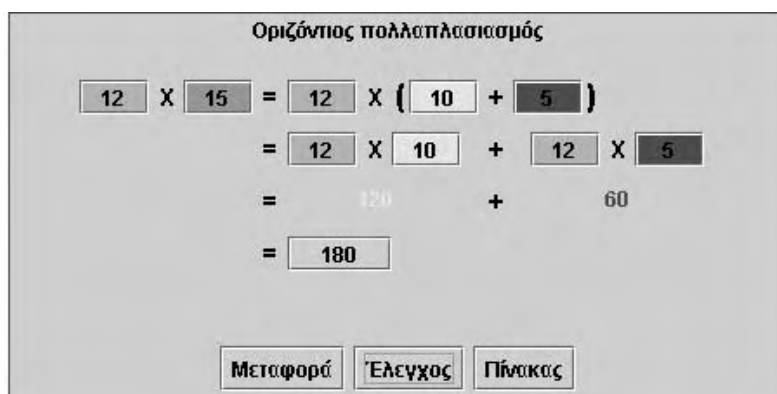 Οριζόντιος πολλαπλασιασμός
12 X 15 = 12 X ( 10 + 5 )
= 12 X 10 + 12 X 5
= 120 + 60
= 180
Μεταφορά Έλεγχος Πίνακας